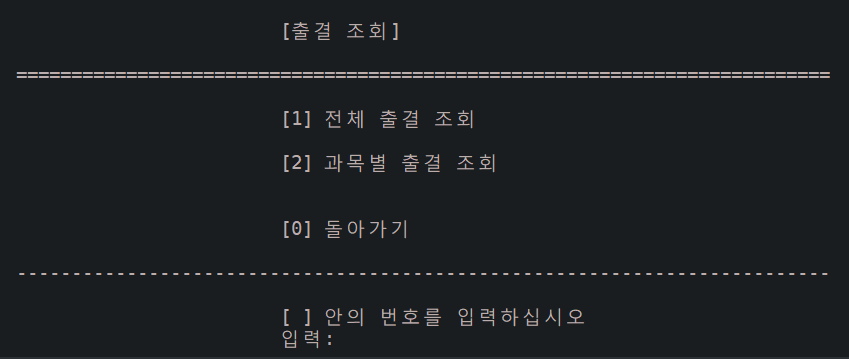 [출결 조회]
==========================================================================
[1] 전체 출결 조회
[2] 과목별 출결 조회
[0] 돌아가기
--------------------------------------------------------------------------
[ ] 안의 번호를 입력하십시오
입력: